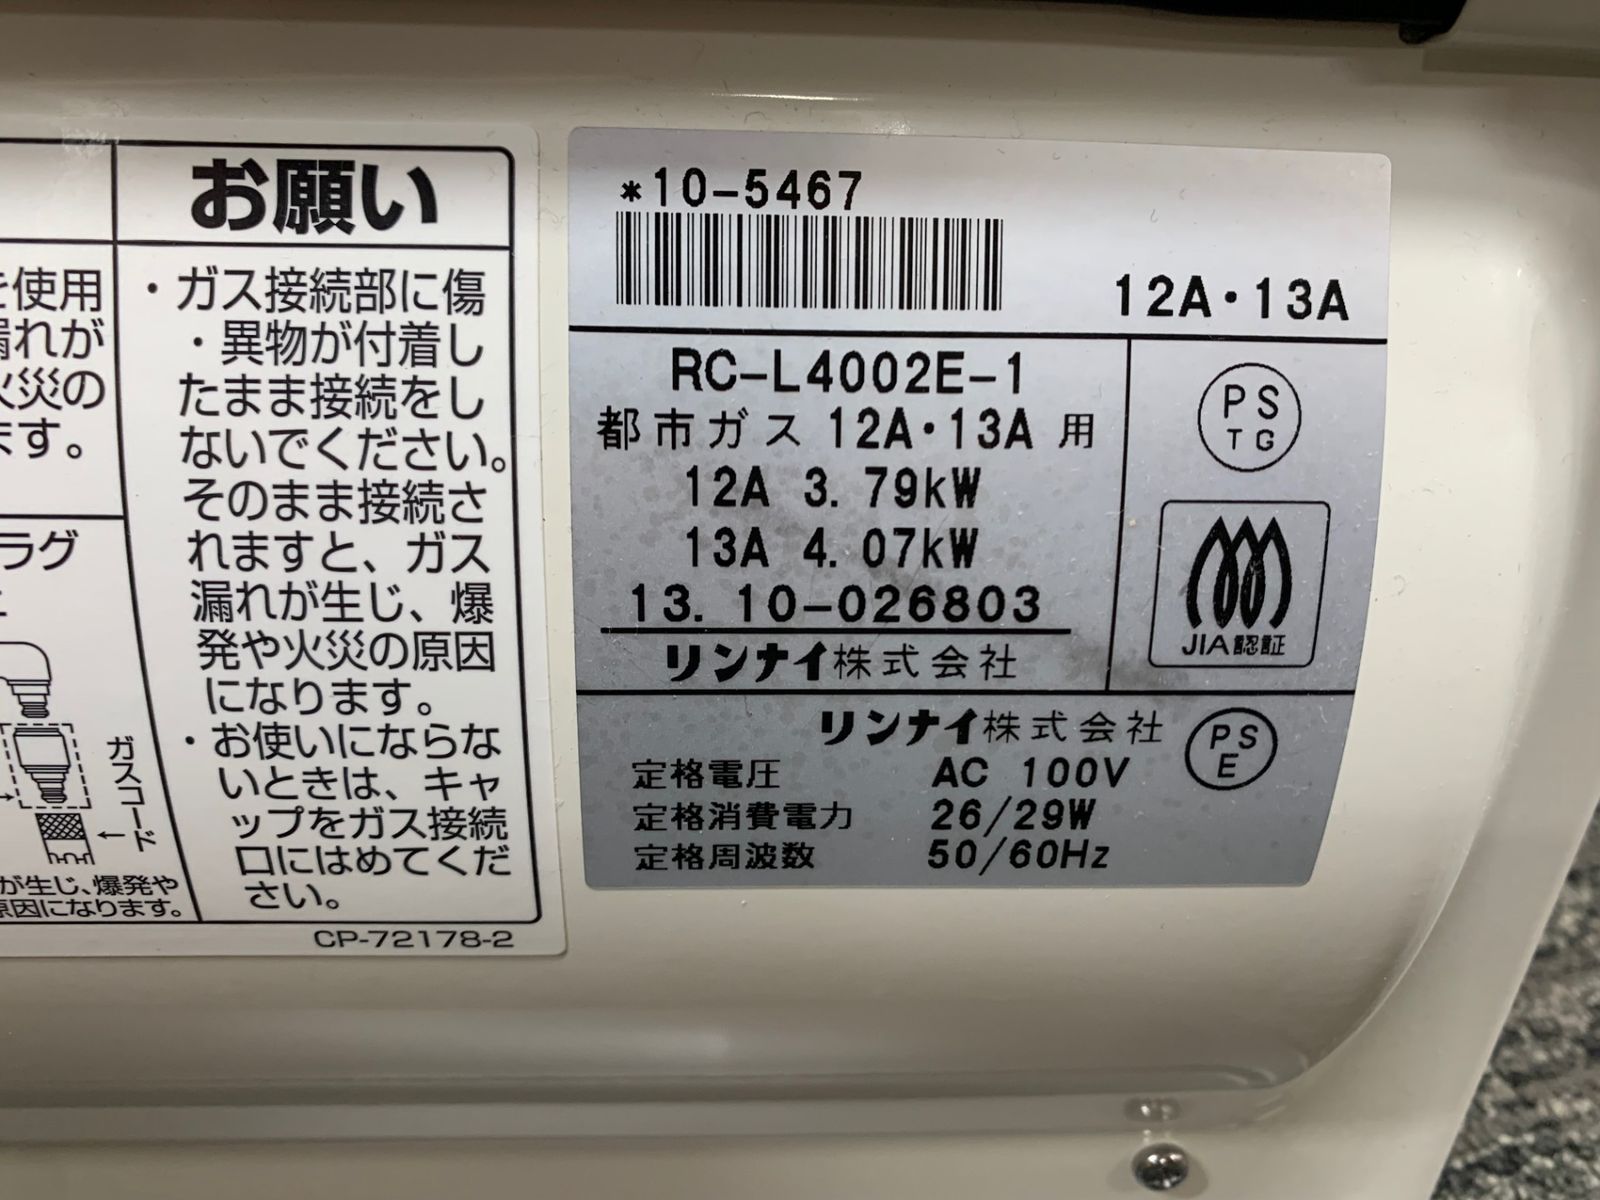 使用
漏れが
火災の
ます。
ラグ
ガスコード
が生じ、爆発や
原因になります。
お願い
・ガス接続部に傷
・異物が付着し
たまま接続をし
ないでください。
そのまま接続さ
れますと、ガス
漏れが生じ、爆
発や火災の原因
になります。
・お使いにならな
いときは、キャ
ップをガス接続
口にはめてくだ
さい。
CP-72178-2
*10-5467
12A・13A
RC-L4002E-1
都市ガス 12A・13A 用
12A 3.79kW
13A 4.07kW
13.10-026803
リンナイ株式会社
PS
TG
JIA認証
リンナイ株式会社
PS
E
定格電圧 AC 100V
定格消費電力 26/29W
定格周波数 50/60Hz